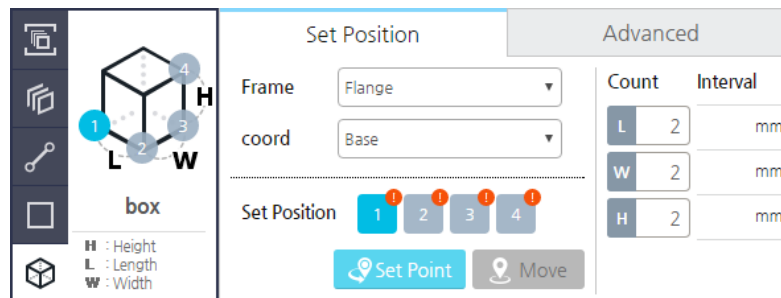 Set Position
Advanced
4
H
1
3
2
L
W
box
H : Height
L : Length
W : Width
Frame
Flange
coord
Base
Set Position
1 ! 2 ! 3 ! 4 !
Set Point
Move
Count Interval
L 2 mm
W 2 mm
H 2 mm